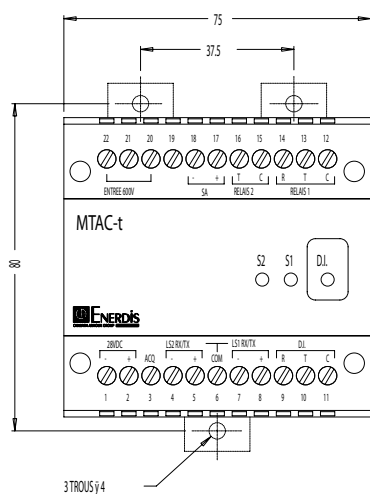 75
37.5
22 21 20 19 18 17 16 15 14 13 12
- + T C R T C
ENTREE 600V SA RELAIS 2 RELAIS 1
MTAC-t
80
S2 S1 D.I.
ENERDIS
28VDC LS2 RX/TX LS1 RX/TX D.I.
- + ACQ - + COM - + R T C
1 2 3 4 5 6 7 8 9 10 11
3 TROUS ÿ 4